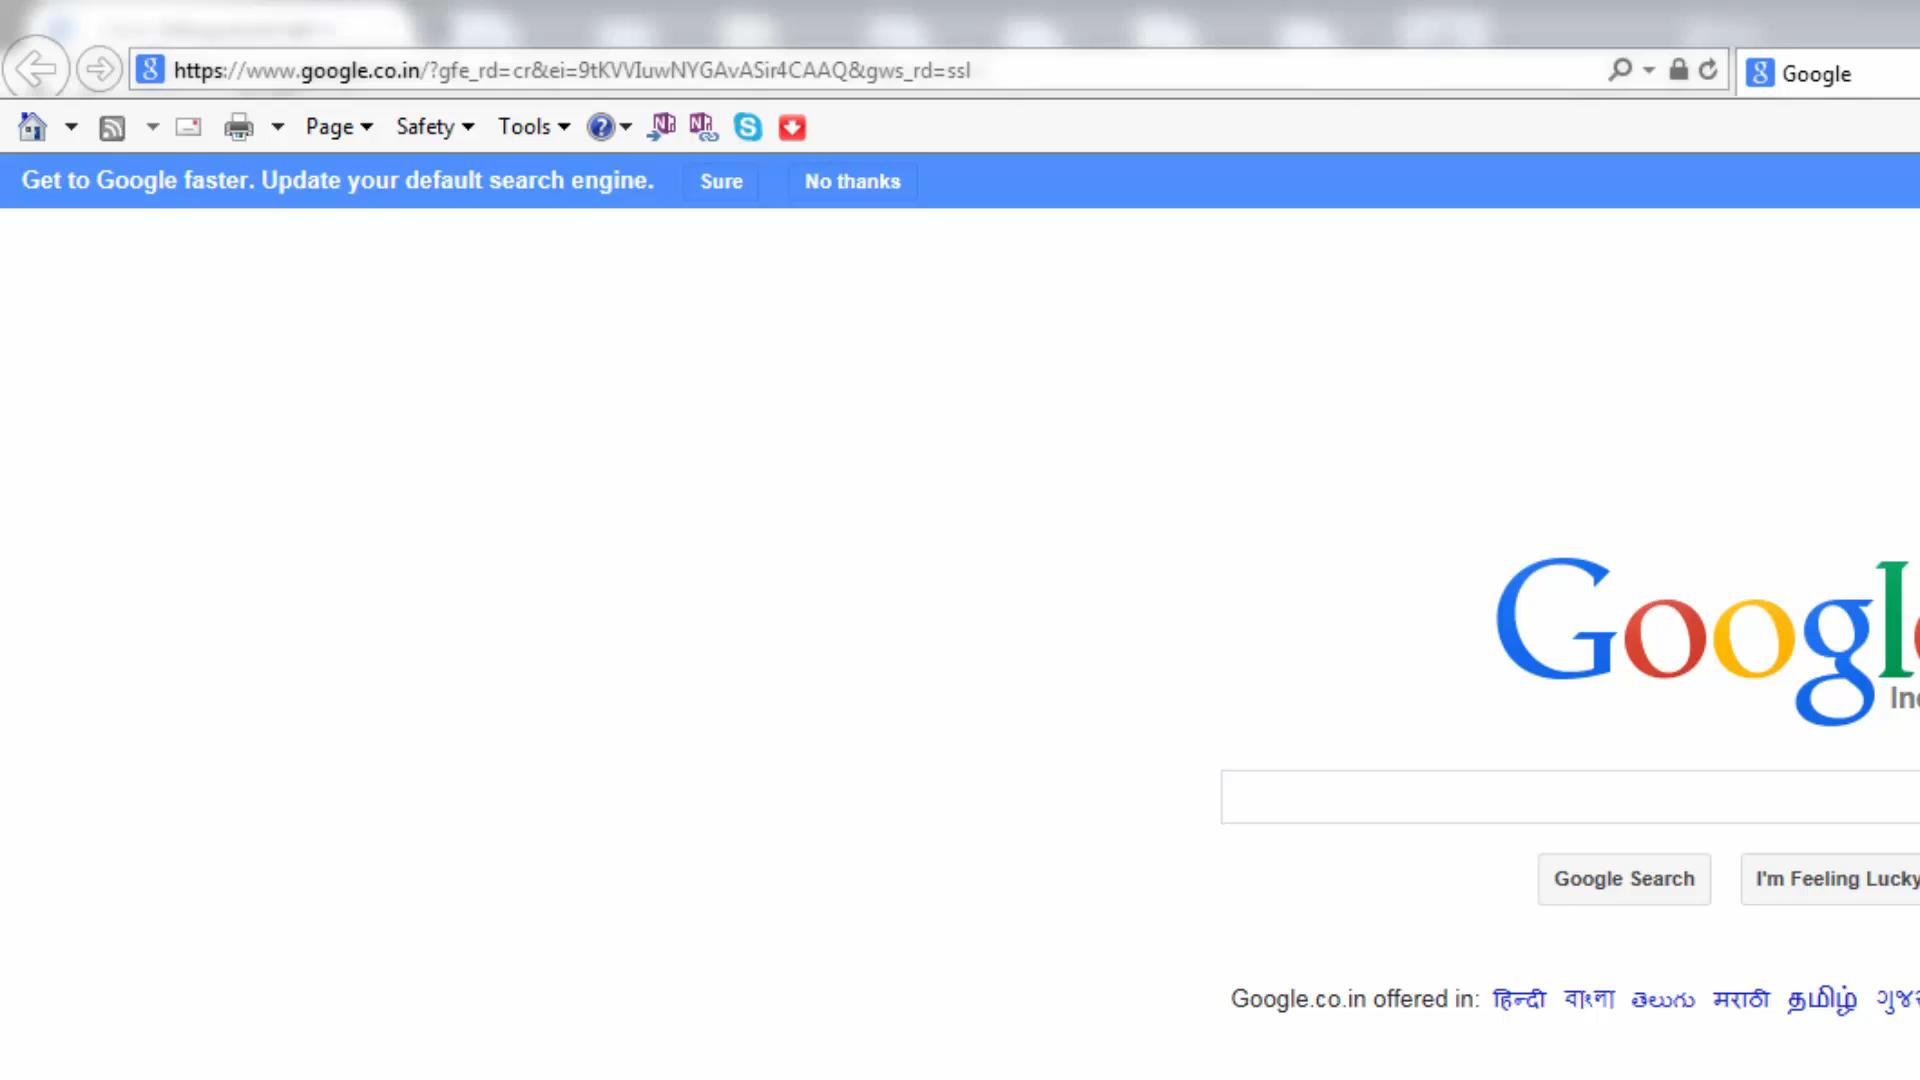 https://www.google.co.in/?gfe_rd=cr&ei=9tKVVIuwNYGAvASir4CAAQ&gws_rd=ssl
Google
Page Safety Tools
Get to Google faster. Update your default search engine. Sure No thanks
Google
Google Search I'm Feeling Lucky
Google.co.in offered in: हिन्दी বাংলা తెలుగు मराठी தமிழ்